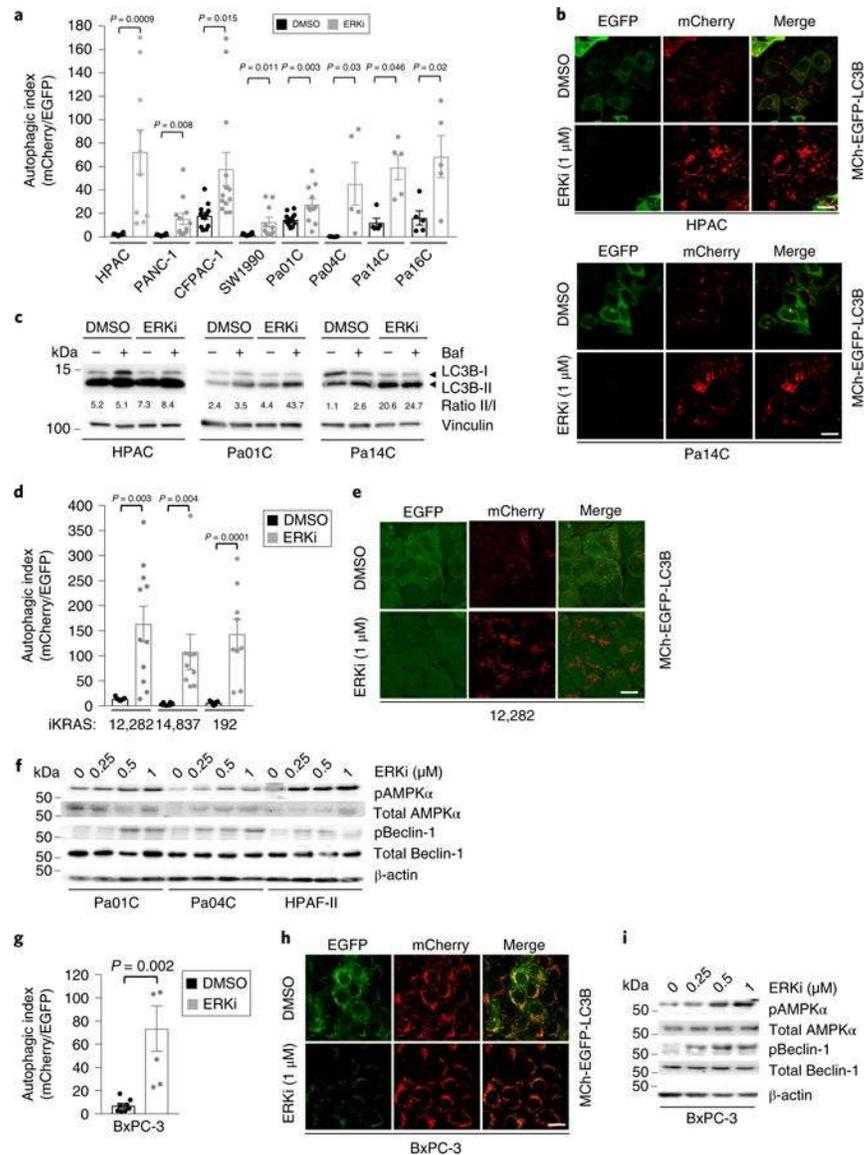 a
P = 0.0009
P = 0.015
DMSO ERKi
P = 0.008
P = 0.011
P = 0.003
P = 0.03
P = 0.046
P = 0.02
Autophagic index
(mCherry/EGFP)
180
160
140
120
100
80
60
40
20
0
HPAC
PANC-1
CFPAC-1
SW1990
Pa01C
Pa04C
Pa14C
Pa16C
b
EGFP mCherry Merge
DMSO
ERKi (1 µM)
MCh-EGFP-LC3B
HPAC
EGFP mCherry Merge
DMSO
ERKi (1 µM)
MCh-EGFP-LC3B
Pa14C
c
DMSO ERKi DMSO ERKi DMSO ERKi
kDa – + – + – + – + – + – + Baf
15 LC3B-I
LC3B-II
5.2 5.1 7.3 8.4 2.4 3.5 4.4 43.7 1.1 2.6 20.6 24.7 Ratio II/I
100 Vinculin
HPAC Pa01C Pa14C
d
P = 0.003
P = 0.004
P = 0.0001
DMSO
ERKi
Autophagic index
(mCherry/EGFP)
400
350
300
250
200
150
100
50
0
iKRAS: 12,282 14,837 192
e
EGFP mCherry Merge
DMSO
ERKi (1 µM)
MCh-EGFP-LC3B
12,282
f
kDa 0 0.25 0.5 1 0 0.25 0.5 1 0 0.25 0.5 1 ERKi (µM)
pAMPKα
50
Total AMPKα
50
pBeclin-1
50
50 Total Beclin-1
50
β-actin
Pa01C Pa04C HPAF-II
g
P = 0.002
DMSO
ERKi
Autophagic index
(mCherry/EGFP)
120
100
80
60
40
20
0
BxPC-3
h
EGFP mCherry Merge
DMSO
ERKi (1 µM)
MCh-EGFP-LC3B
BxPC-3
i
kDa 0 0.25 0.5 1 ERKi (µM)
50 pAMPKα
50 Total AMPKα
50 pBeclin-1
50 Total Beclin-1
50
β-actin
BxPC-3